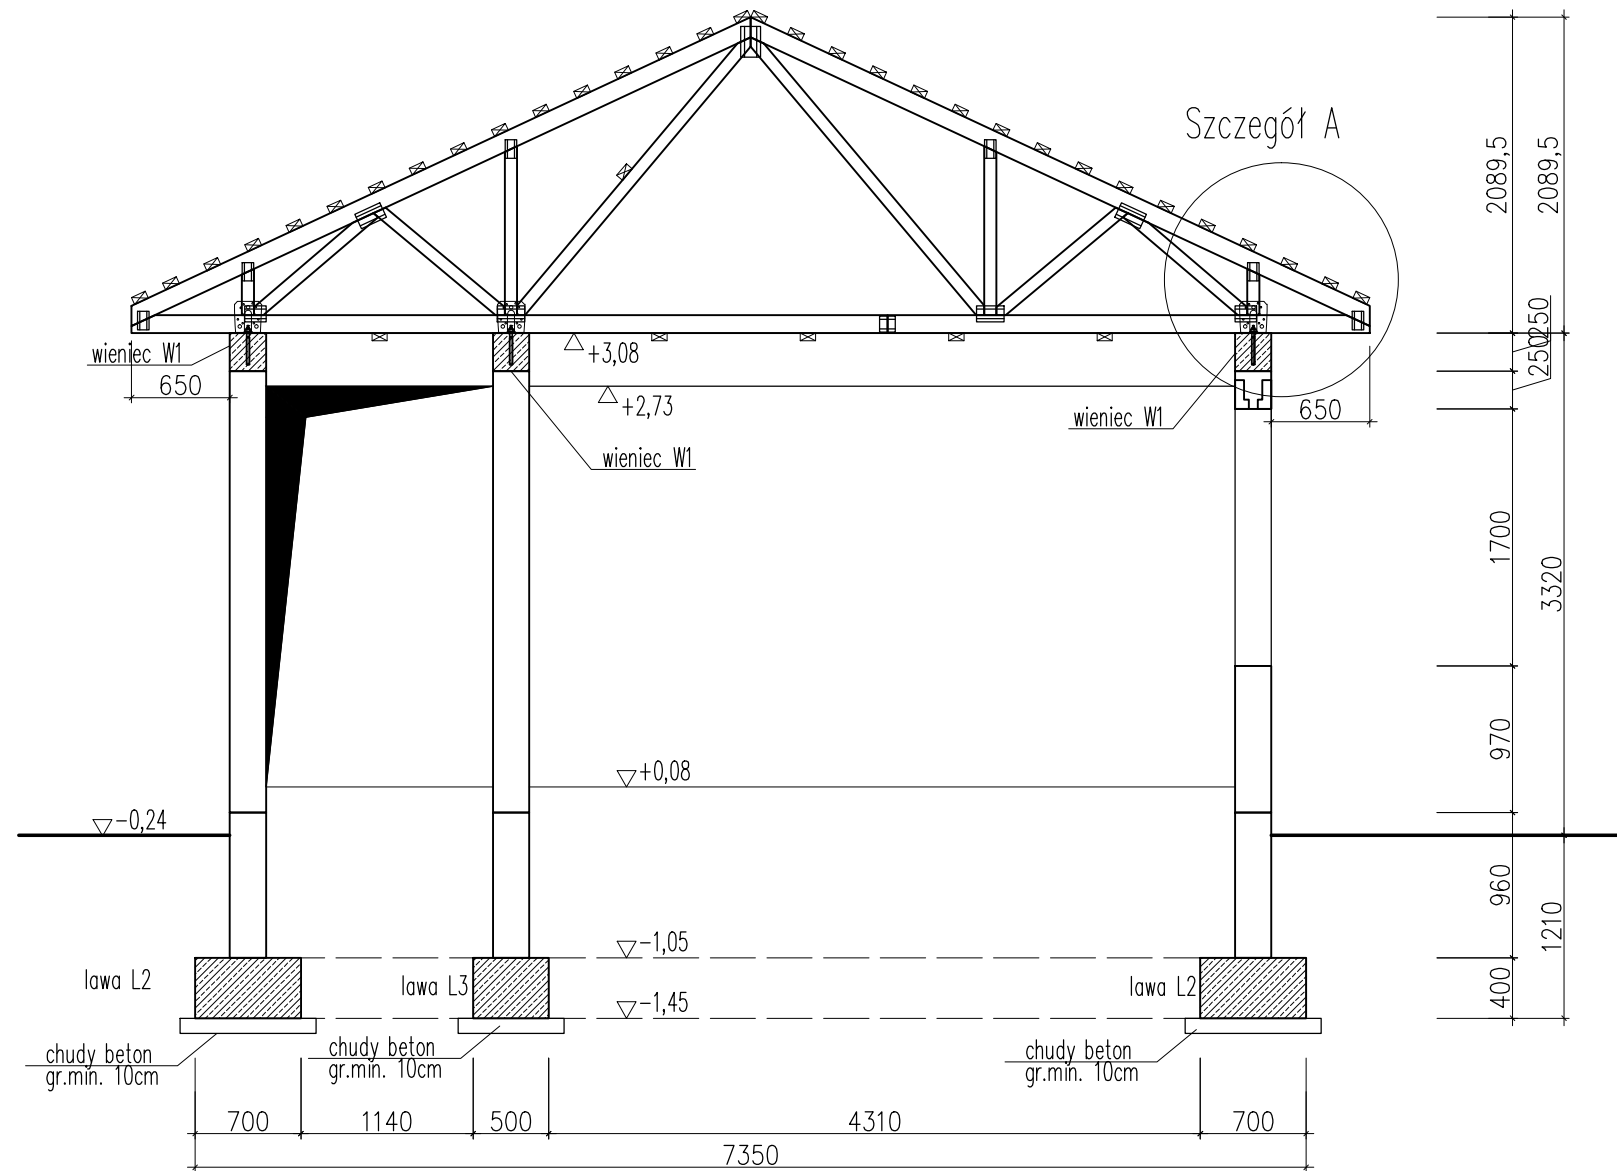 Szczegół A
2089,5
2089,5
wieniec W1
+3,08
250
250
650
+2,73
wieniec W1
650
wieniec W1
1700
3320
970
+0,08
-0,24
960
1210
-1,05
lawa L2
lawa L3
lawa L2
-1,45
400
chudy beton
gr.min. 10cm
chudy beton
gr.min. 10cm
chudy beton
gr.min. 10cm
700
1140
500
4310
700
7350